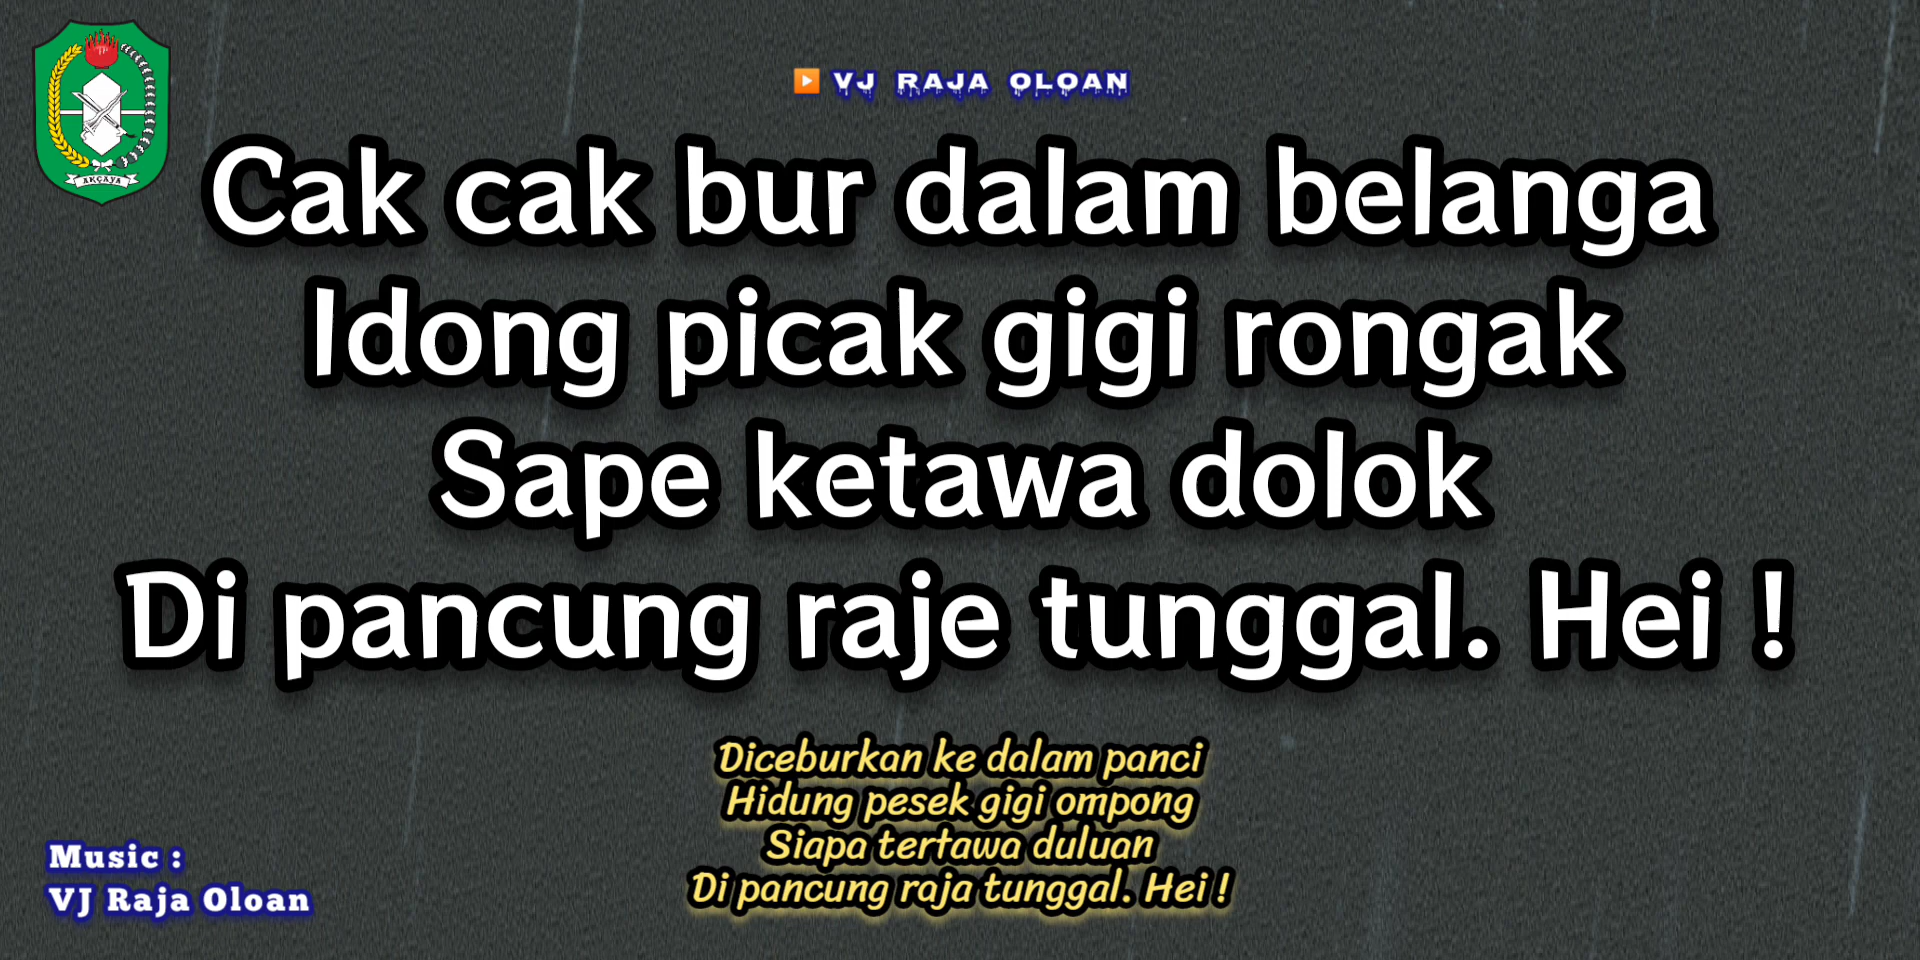 AKÇAYA
VJ RAJA OLOAN
Cak cak bur dalam belanga
Idong picak gigi rongak
Sape ketawa dolok
Di pancung raje tunggal. Hei !
Diceburkan ke dalam panci
Hidung pesek gigi ompong
Siapa tertawa duluan
Di pancung raja tunggal. Hei !
Music :
VJ Raja Oloan